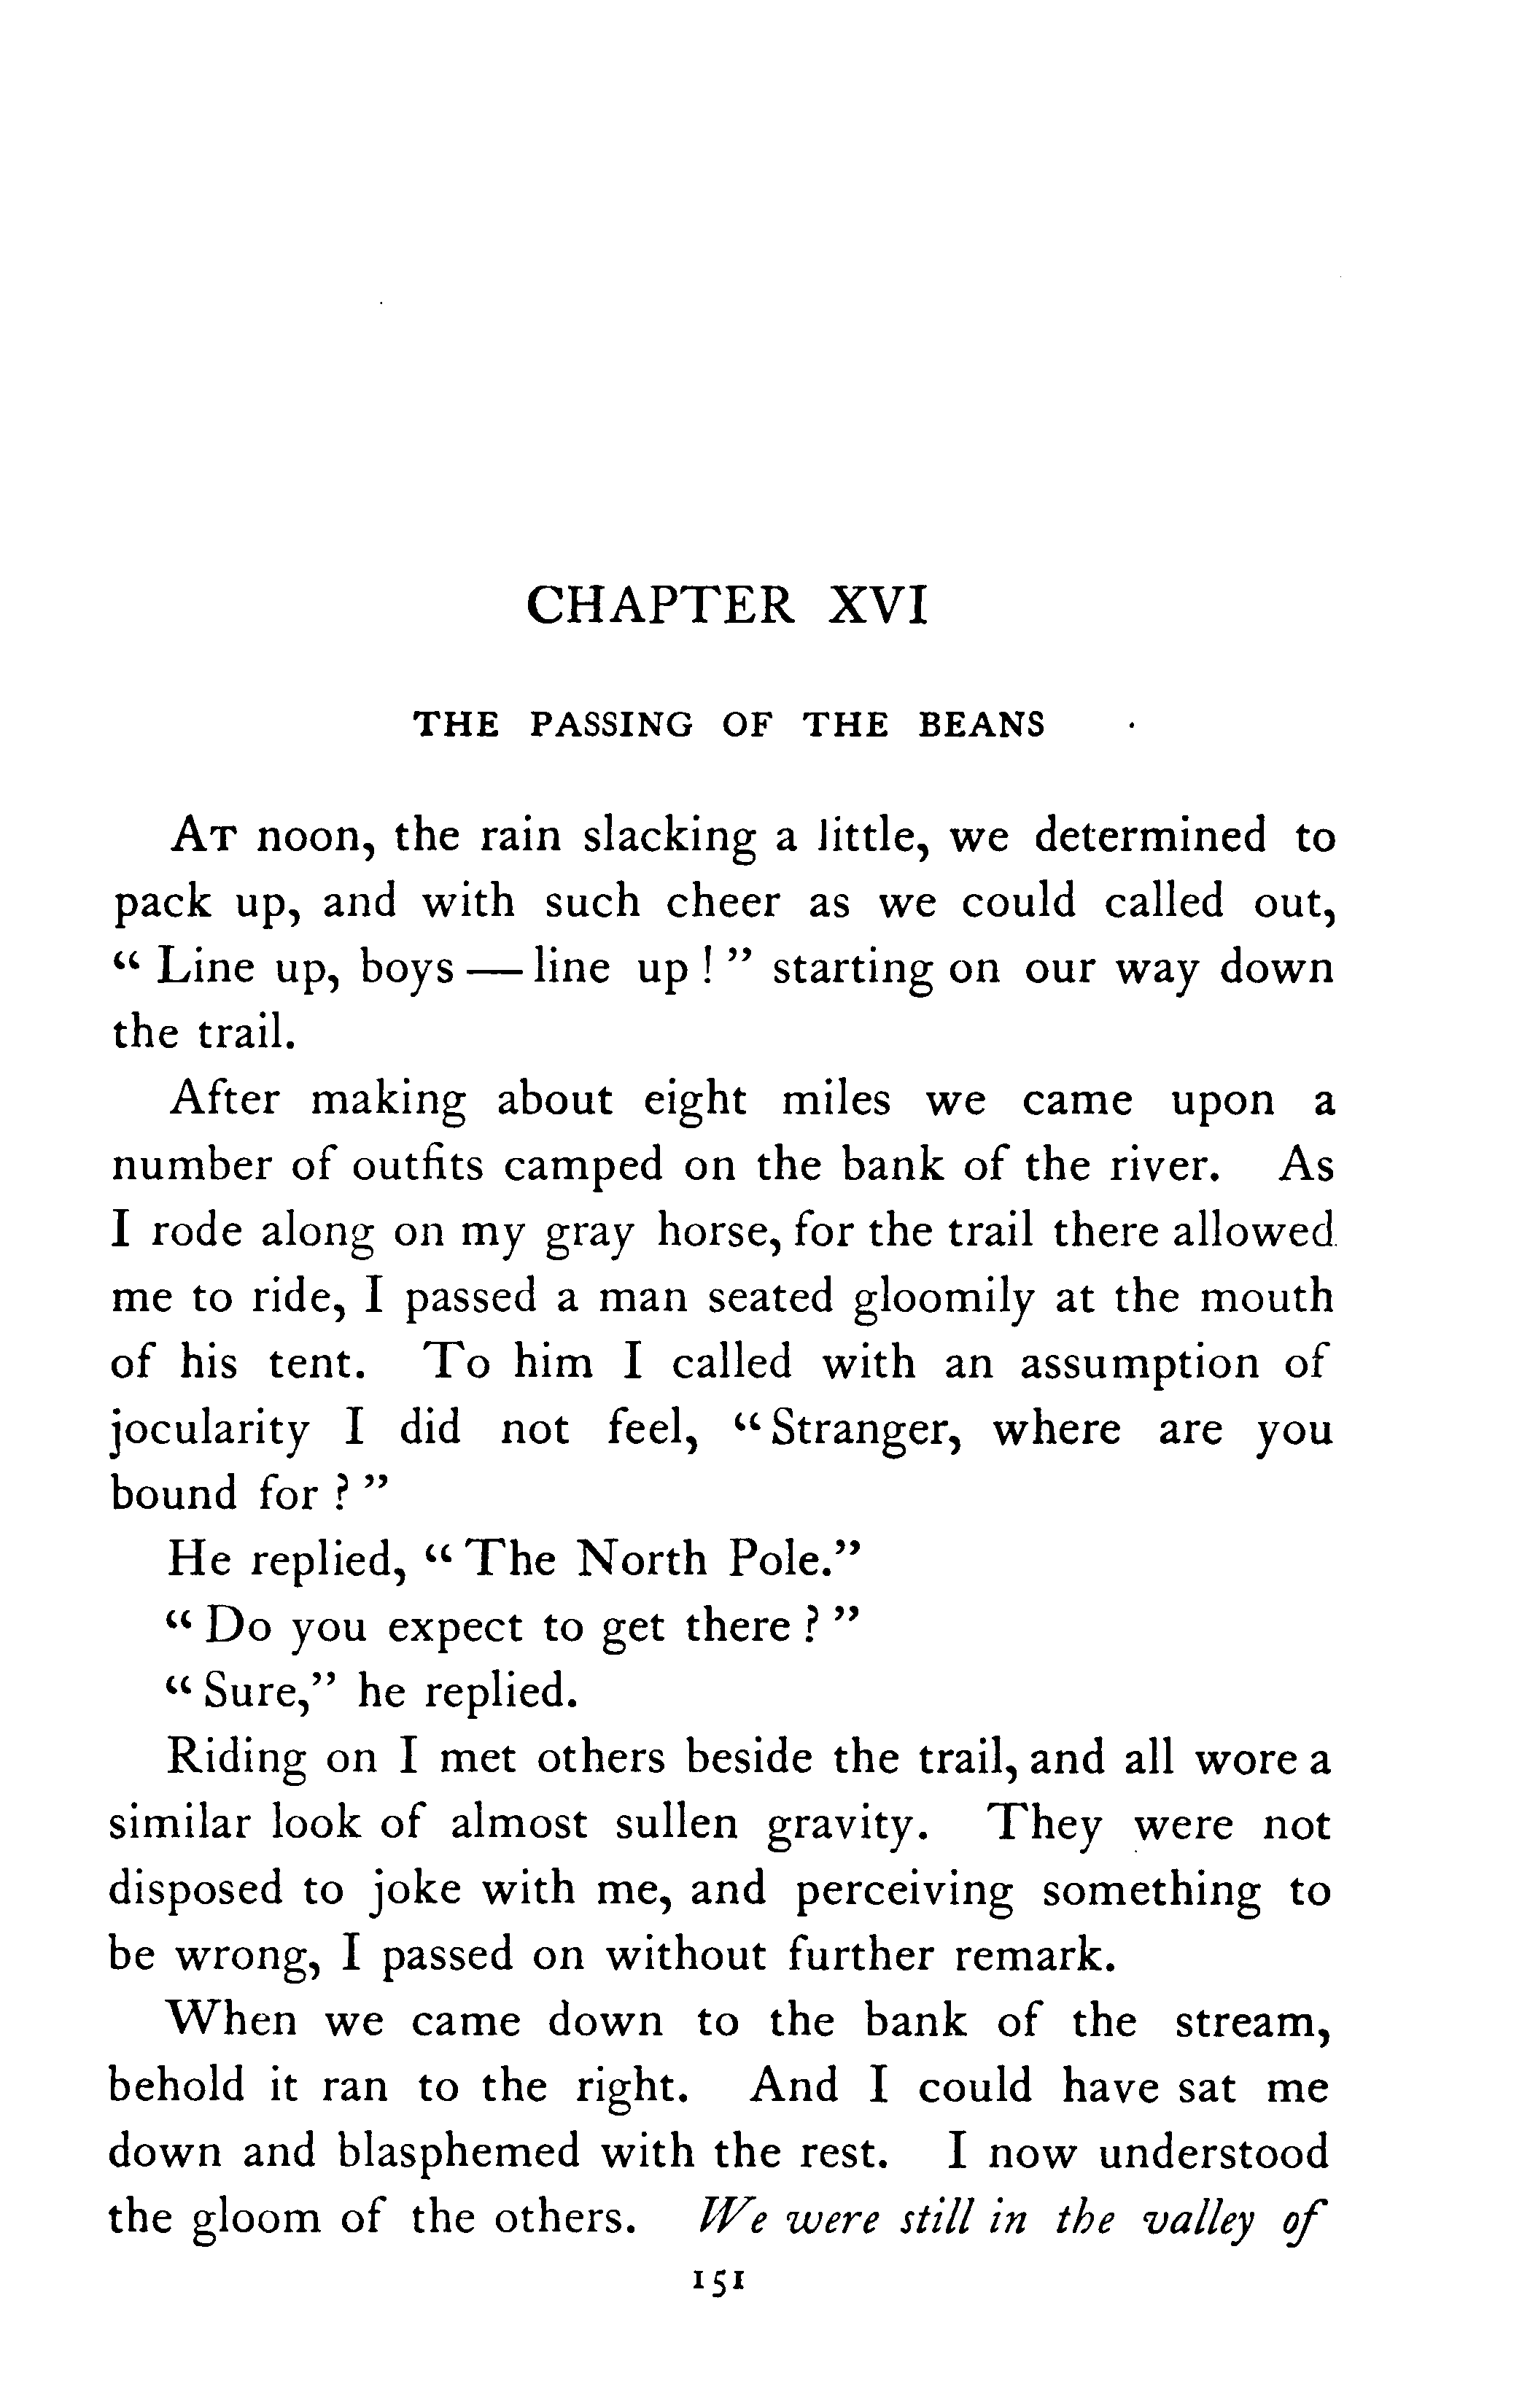 CHAPTER XVI
THE PASSING OF THE BEANS
AT noon, the rain slacking a little, we determined to
pack up, and with such cheer as we could called out,
“Line up, boys—line up!” starting on our way down
the trail.
After making about eight miles we came upon a
number of outfits camped on the bank of the river. As
I rode along on my gray horse, for the trail there allowed
me to ride, I passed a man seated gloomily at the mouth
of his tent. To him I called with an assumption of
jocularity I did not feel, “Stranger, where are you
bound for?”
He replied, “The North Pole.”
“Do you expect to get there?”
“Sure,” he replied.
Riding on I met others beside the trail, and all wore a
similar look of almost sullen gravity. They were not
disposed to joke with me, and perceiving something to
be wrong, I passed on without further remark.
When we came down to the bank of the stream,
behold it ran to the right. And I could have sat me
down and blasphemed with the rest. I now understood
the gloom of the others. We were still in the valley of
151